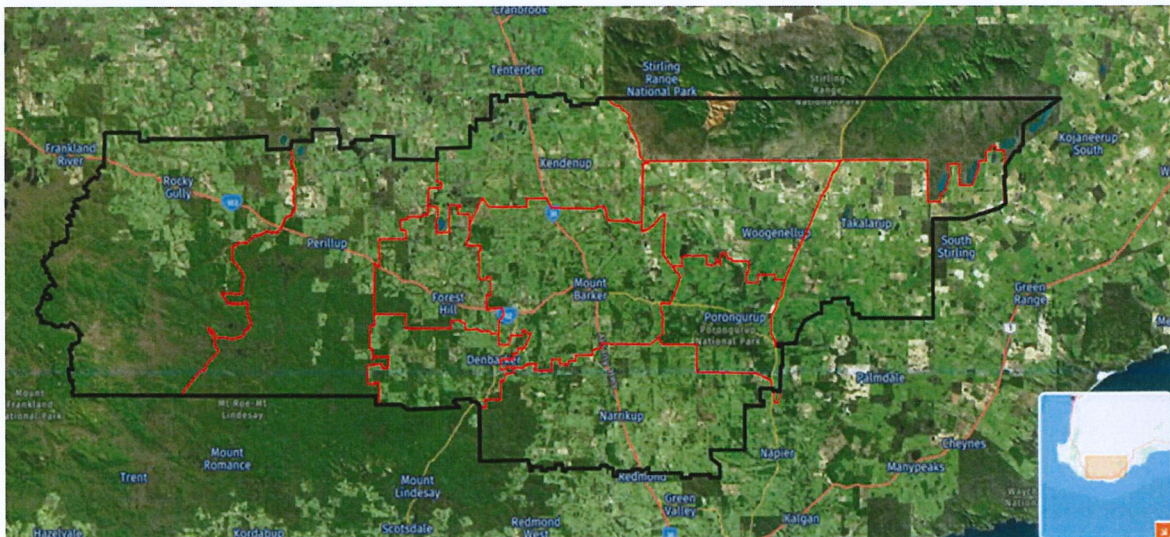 Cranbrook
Tenterden
Stirling
Range
National Park
Stirling
Range
National Park
Kojaneerup
South
Frankland
River
Rocky
Gully
Kendenup
Perillup
Woogenellup
Takalarup
South
Stirling
Forest
Hill
Mount
Barker
Green
Range
Porongurup
Porongurup
National Park
Denbarker
Palmdale
Mount
Frankland
National Park
Mt Roe-Mt
Lindesay
Narrikup
Cheynes
Mount
Romance
Napier
Manypeaks
Trent
Mount
Lindesay
Redmond
Green
Valley
Kalgan
Hazelvale
Kordabup
Scotsdale
Redmond
West